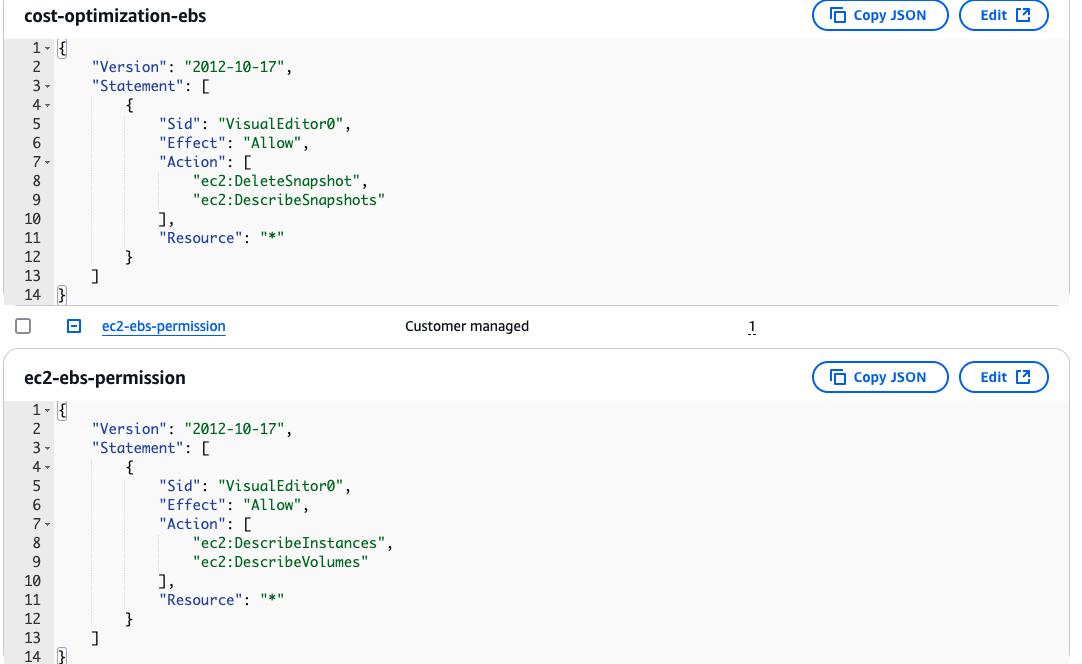 cost-optimization-ebs Copy JSON Edit
1 {
2 "Version": "2012-10-17",
3 "Statement": [
4 {
5 "Sid": "VisualEditor0",
6 "Effect": "Allow",
7 "Action": [
8 "ec2:DeleteSnapshot",
9 "ec2:DescribeSnapshots"
10 ],
11 "Resource": "*"
12 }
13 ]
14 }
ec2-ebs-permission Customer managed 1
ec2-ebs-permission Copy JSON Edit
1 {
2 "Version": "2012-10-17",
3 "Statement": [
4 {
5 "Sid": "VisualEditor0",
6 "Effect": "Allow",
7 "Action": [
8 "ec2:DescribeInstances",
9 "ec2:DescribeVolumes"
10 ],
11 "Resource": "*"
12 }
13 ]
14 }